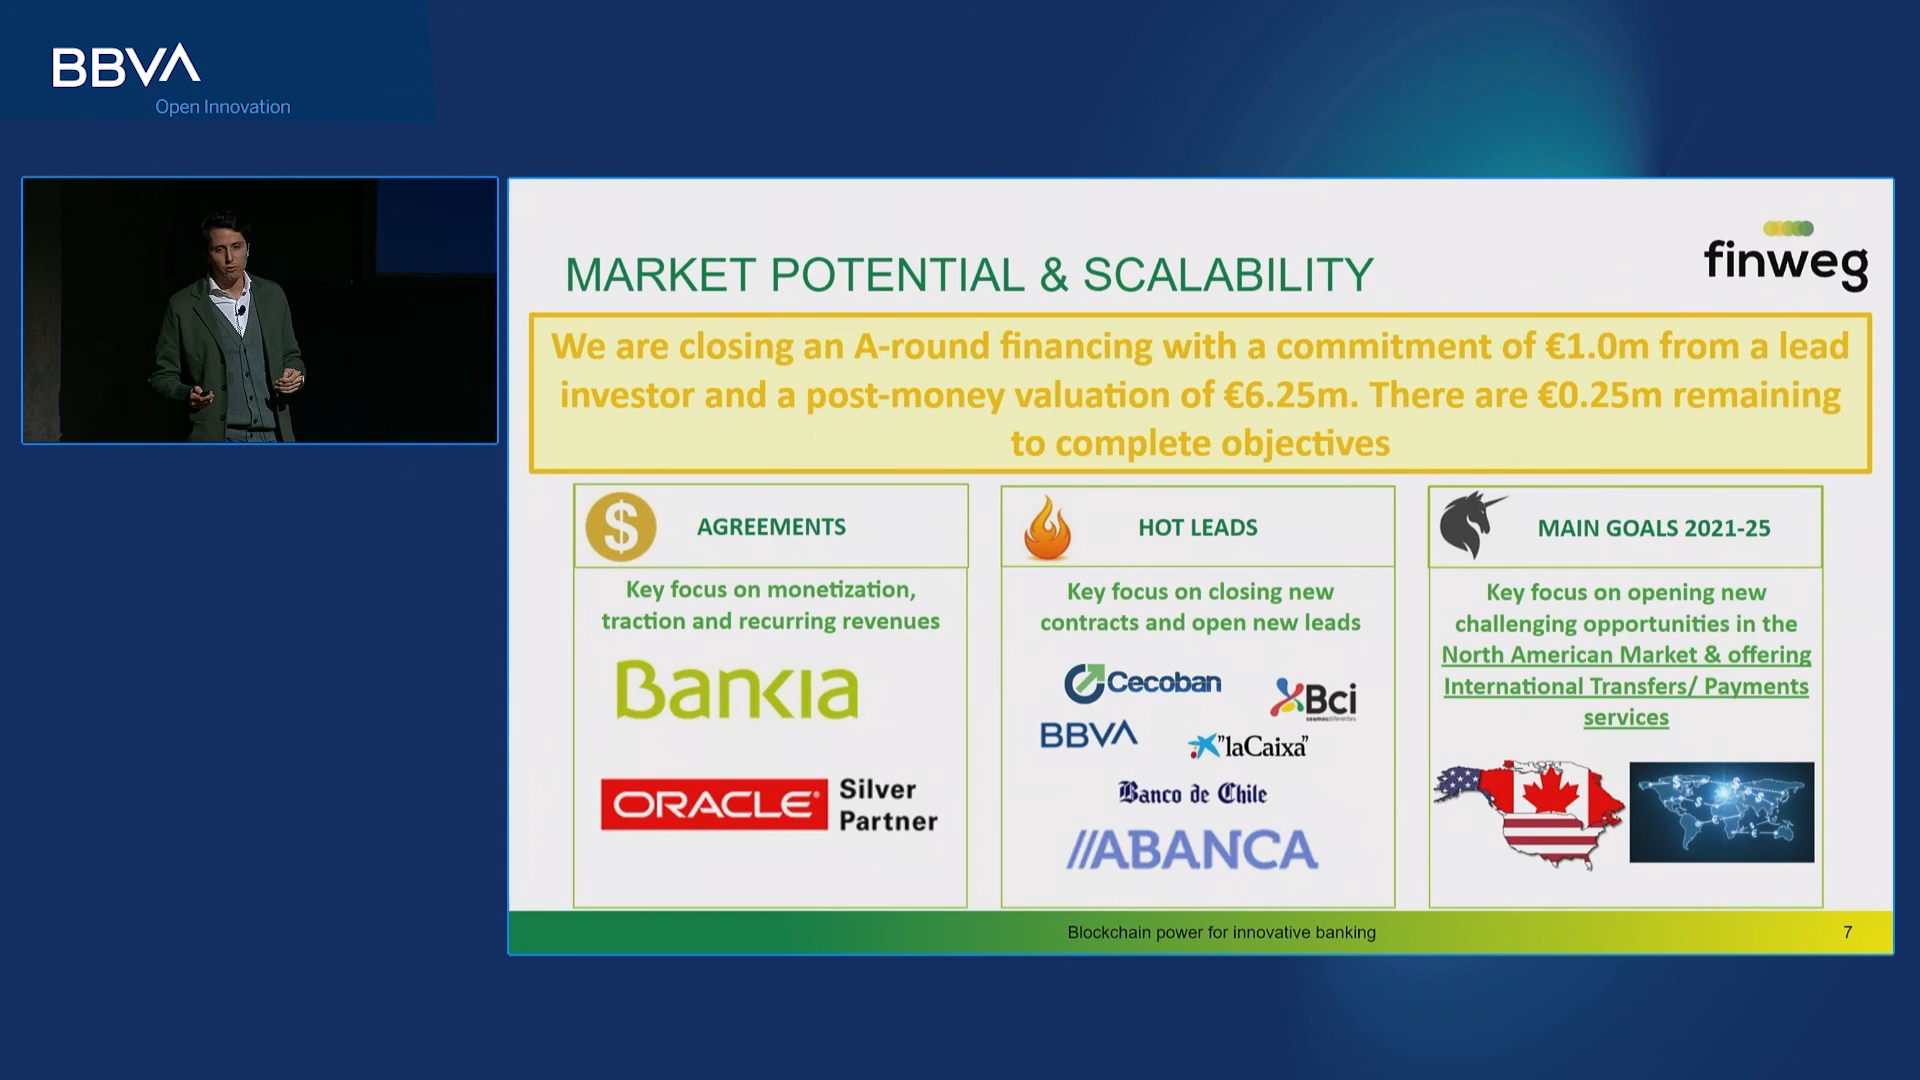 BBVA
Open Innovation
finweg
MARKET POTENTIAL & SCALABILITY
We are closing an A-round financing with a commitment of €1.0m from a lead
investor and a post-money valuation of €6.25m. There are €0.25m remaining
to complete objectives
$
AGREEMENTS
Key focus on monetization,
traction and recurring revenues
Bankia
ORACLE®
Silver
Partner
HOT LEADS
Key focus on closing new
contracts and open new leads
Cecoban
Bci
somosdiferentes
BBVA
"laCaixa"
Banco de Chile
//ABANCA
MAIN GOALS 2021-25
Key focus on opening new
challenging opportunities in the
North American Market & offering
International Transfers/ Payments
services
Blockchain power for innovative banking
7